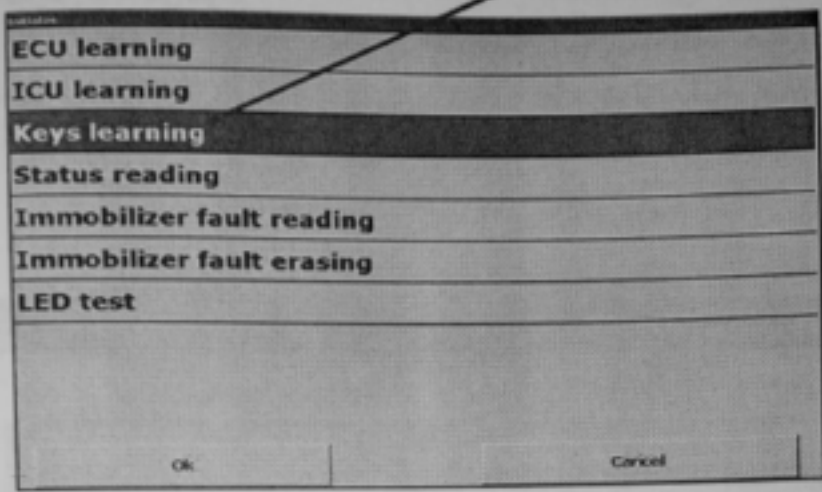 ECU learning
ICU learning
Keys learning
Status reading
Immobilizer fault reading
Immobilizer fault erasing
LED test
Ok
Cancel